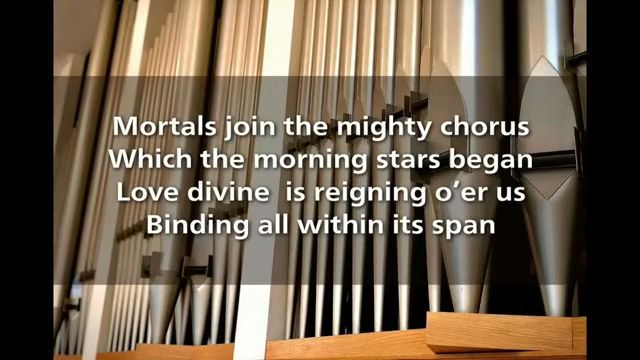 Mortals join the mighty chorus
Which the morning stars began
Love divine is reigning o'er us
Binding all within its span